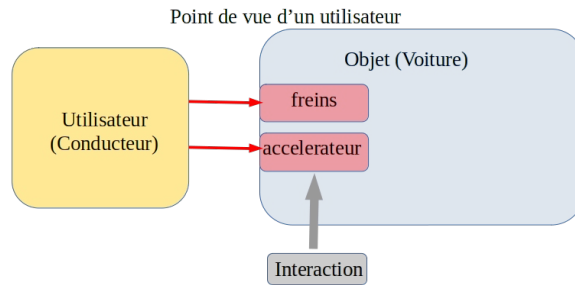 Point de vue d'un utilisateur
Objet (Voiture)
Utilisateur
(Conducteur)
freins
accelerateur
Interaction